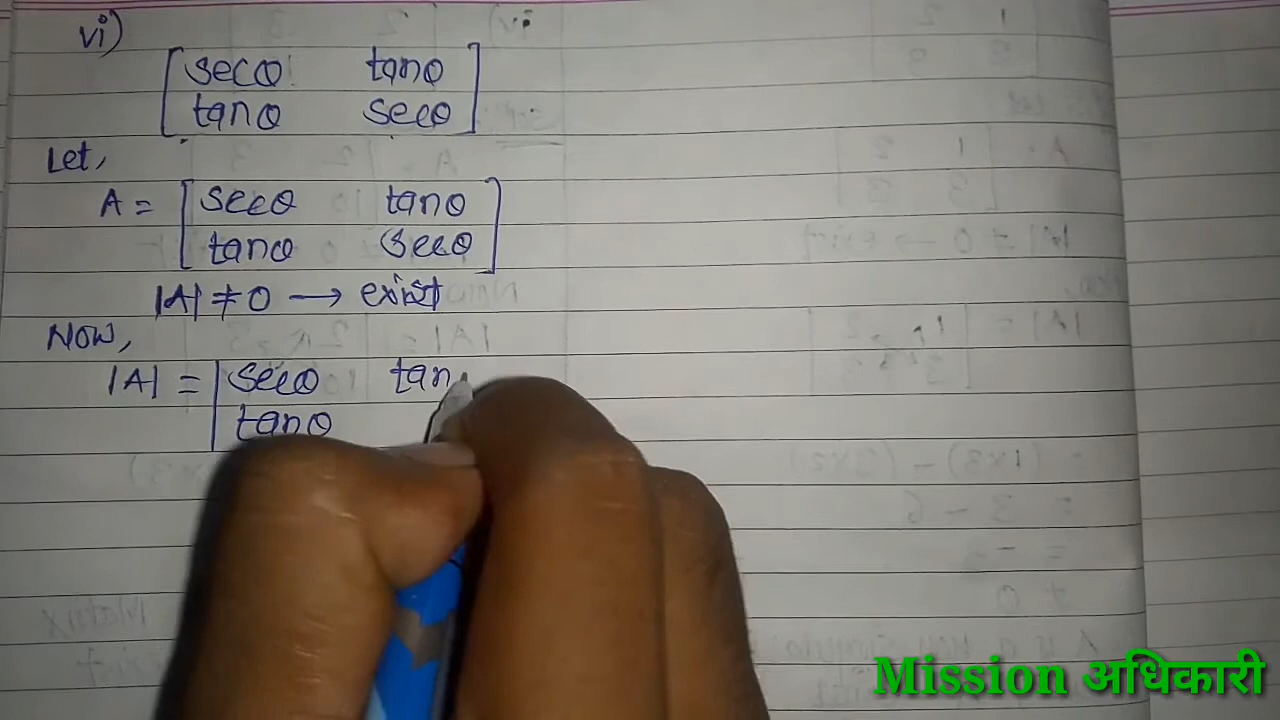 vi)
[secθ tanθ
tanθ secθ]
Let,
A = [secθ tanθ
tanθ secθ]
|A| ≠ 0 → exist
Now,
|A| = |secθ tan
tanθ
Mission अधिकारी